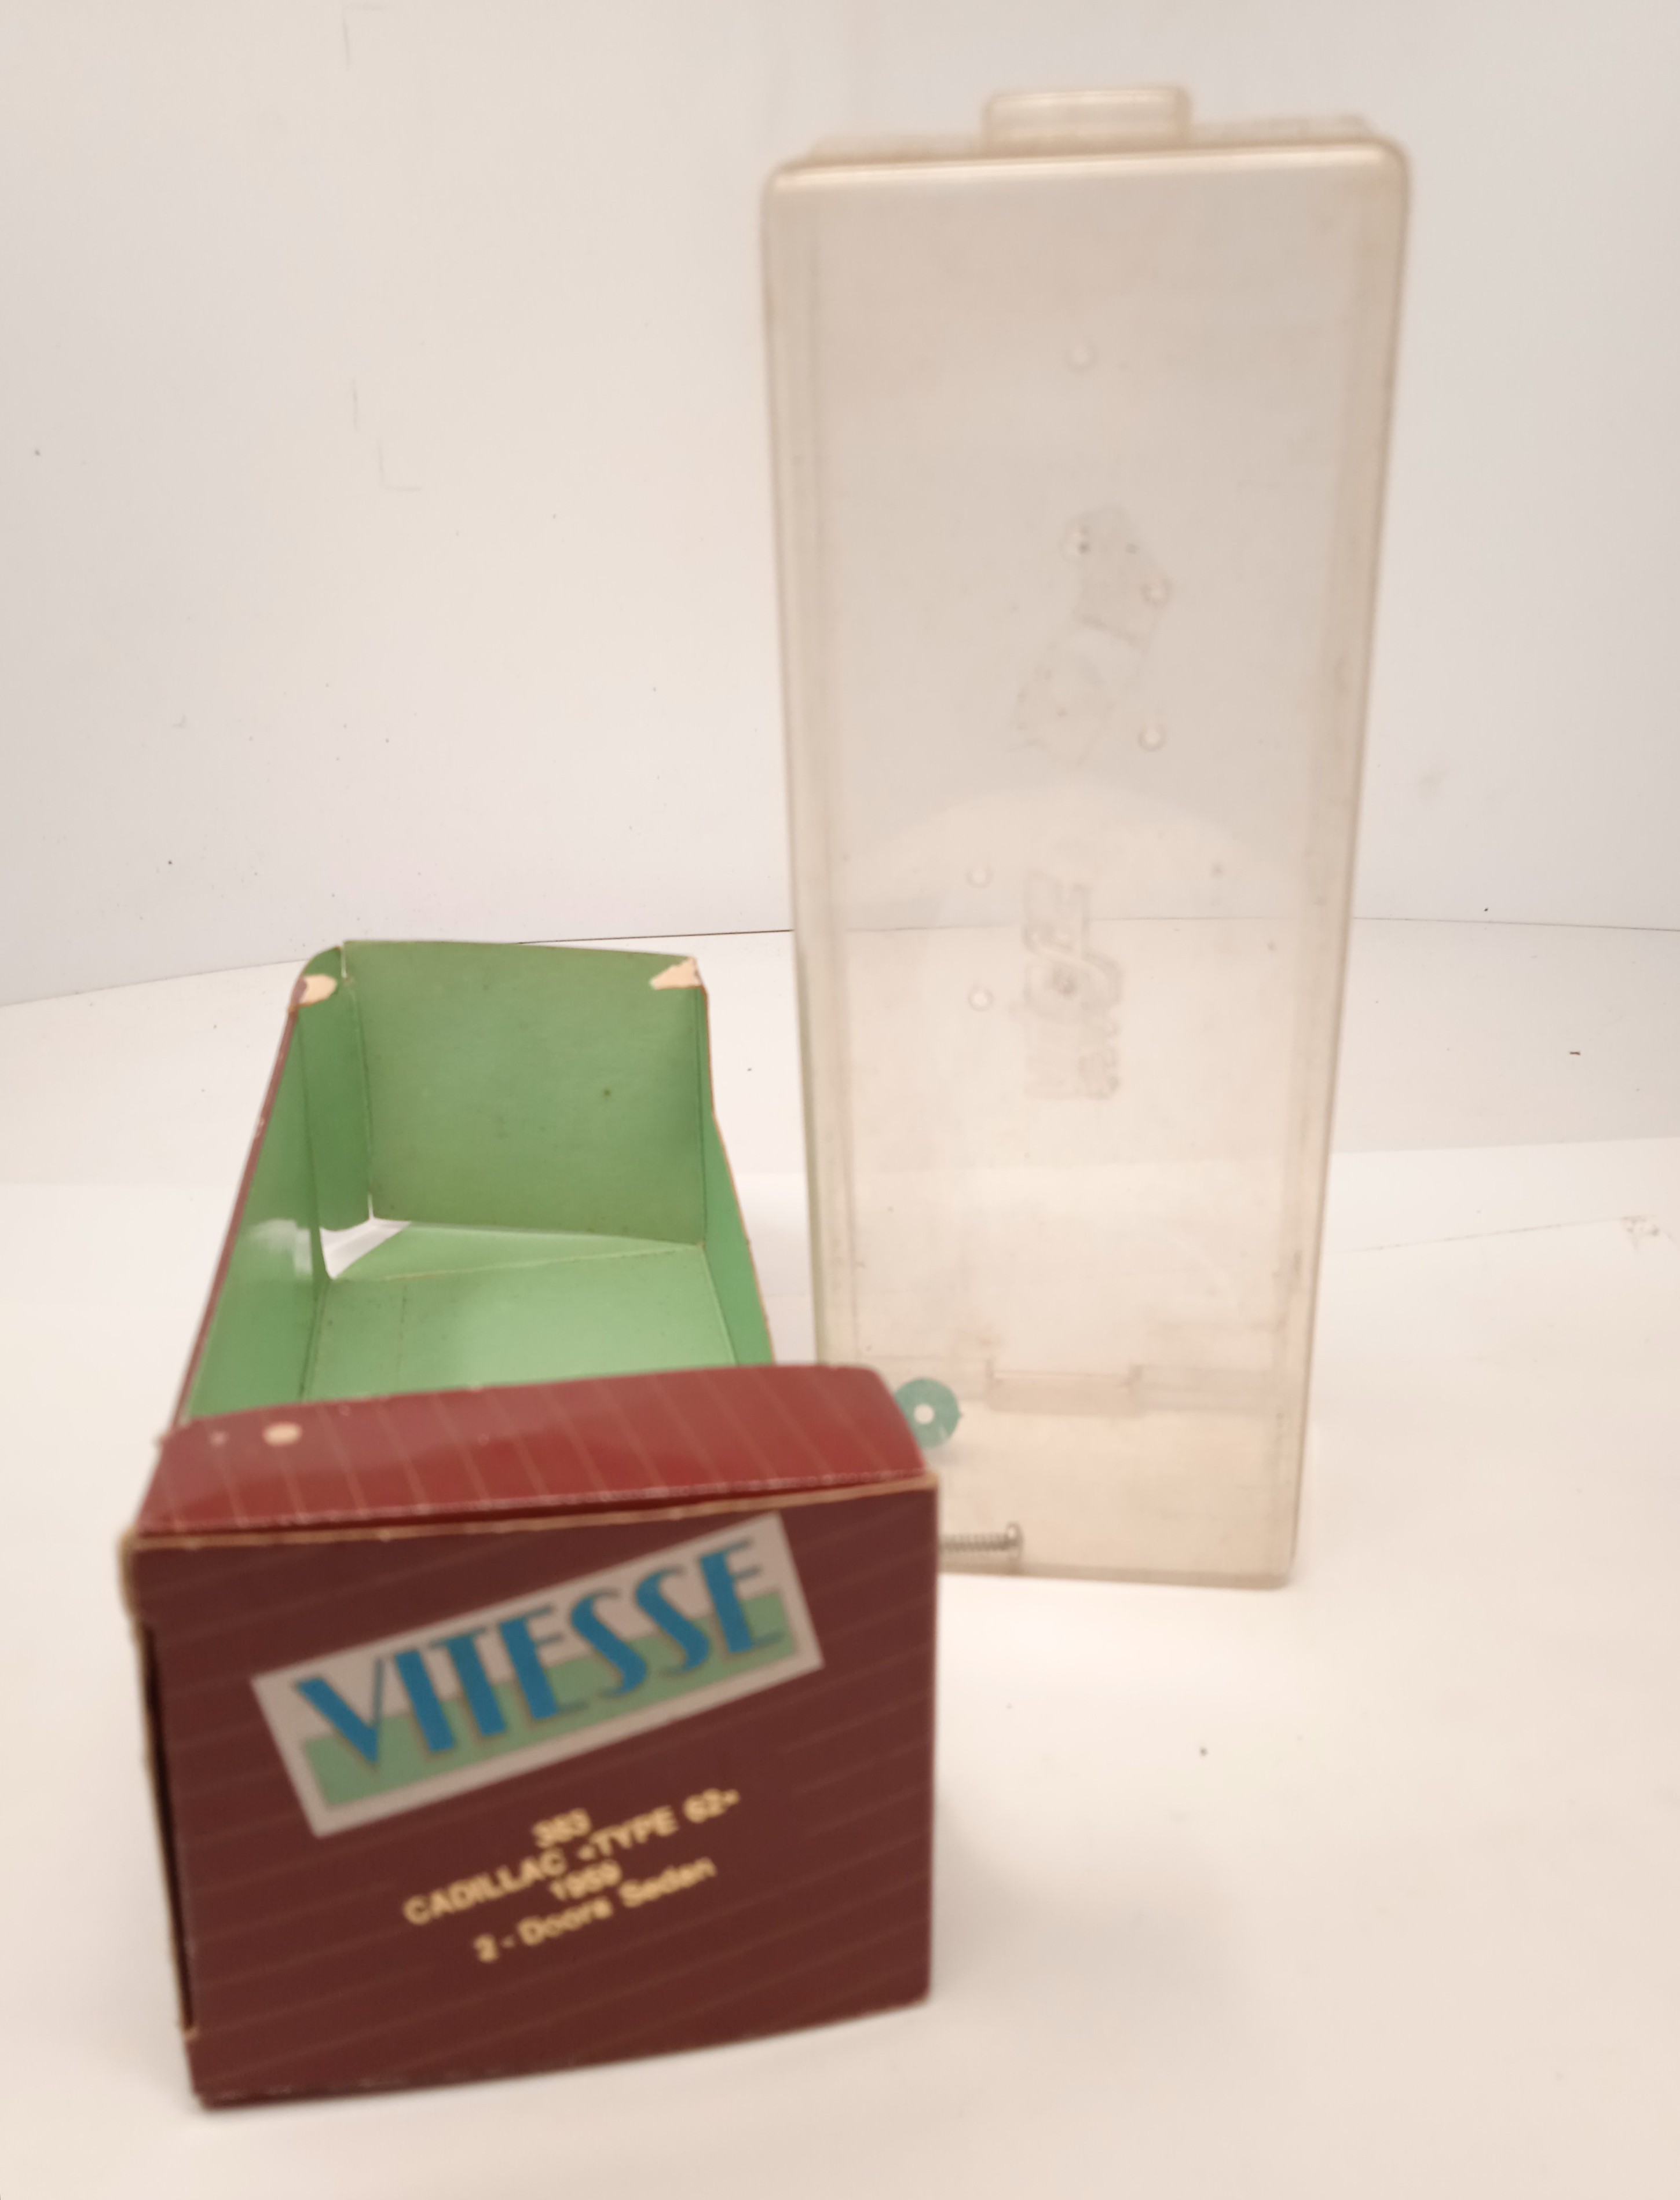 VITESSE
383
CADILLAC «TYPE 62»
1959
2 - Doors Sedan